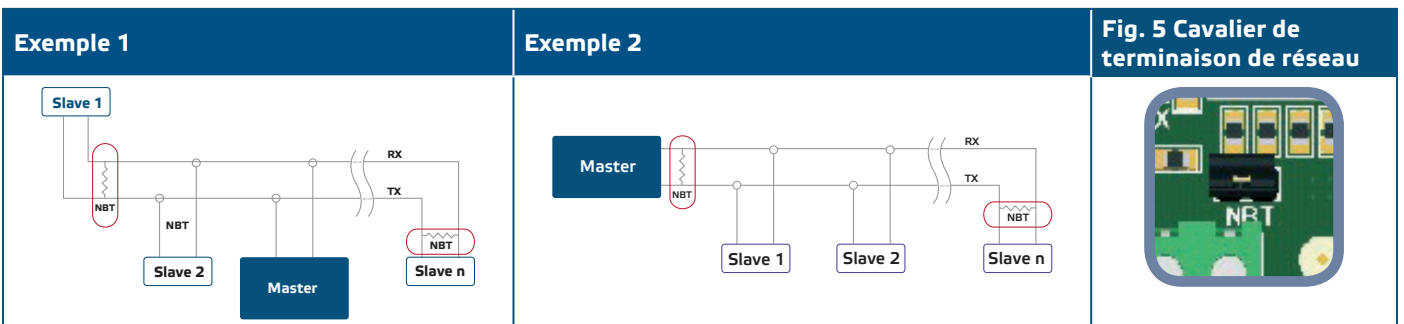 Exemple 1
Slave 1
RX
TX
NBT
NBT
NBT
Slave 2
Slave n
Master
Exemple 2
RX
Master
TX
NBT
NBT
Slave 1
Slave 2
Slave n
Fig. 5 Cavalier de
terminaison de réseau
X
NBT